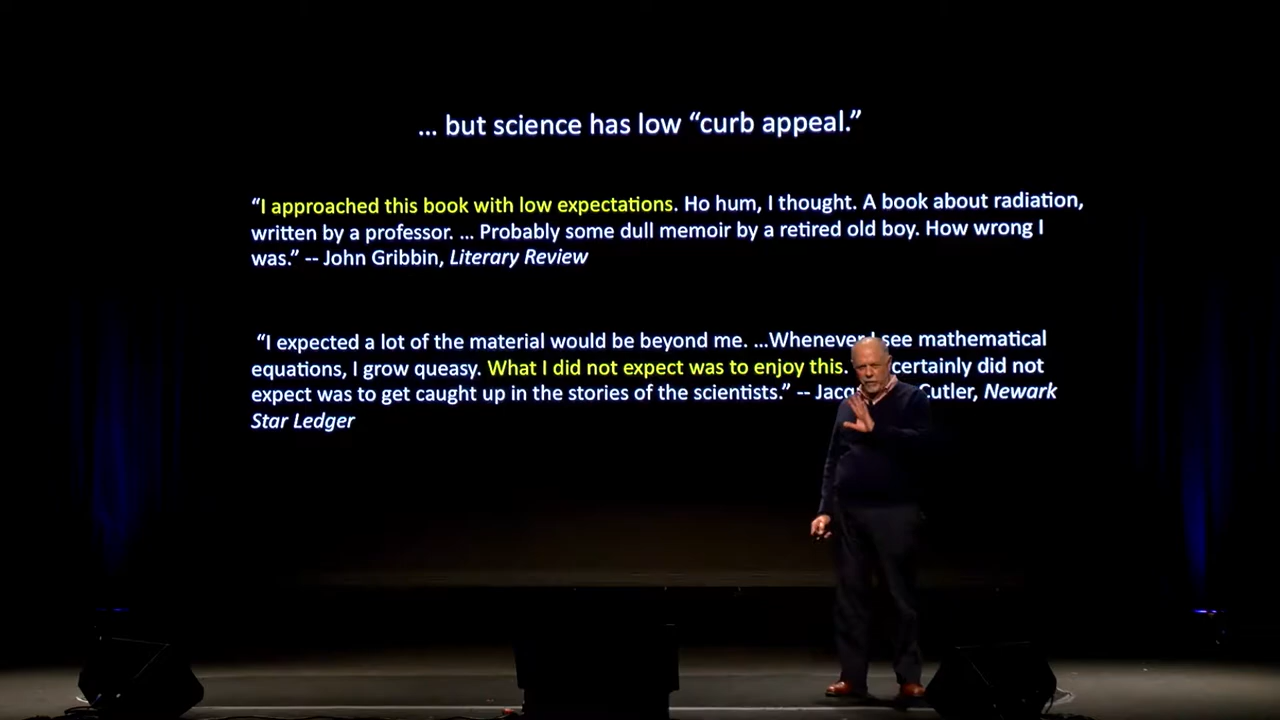 ... but science has low “curb appeal.”
“I approached this book with low expectations. Ho hum, I thought. A book about radiation,
written by a professor. ... Probably some dull memoir by a retired old boy. How wrong I
was.” -- John Gribbin, Literary Review
“I expected a lot of the material would be beyond me. ...Whenever I see mathematical
equations, I grow queasy. What I did not expect was to enjoy this. certainly did not
expect was to get caught up in the stories of the scientists.” -- Cutler, Newark
Star Ledger